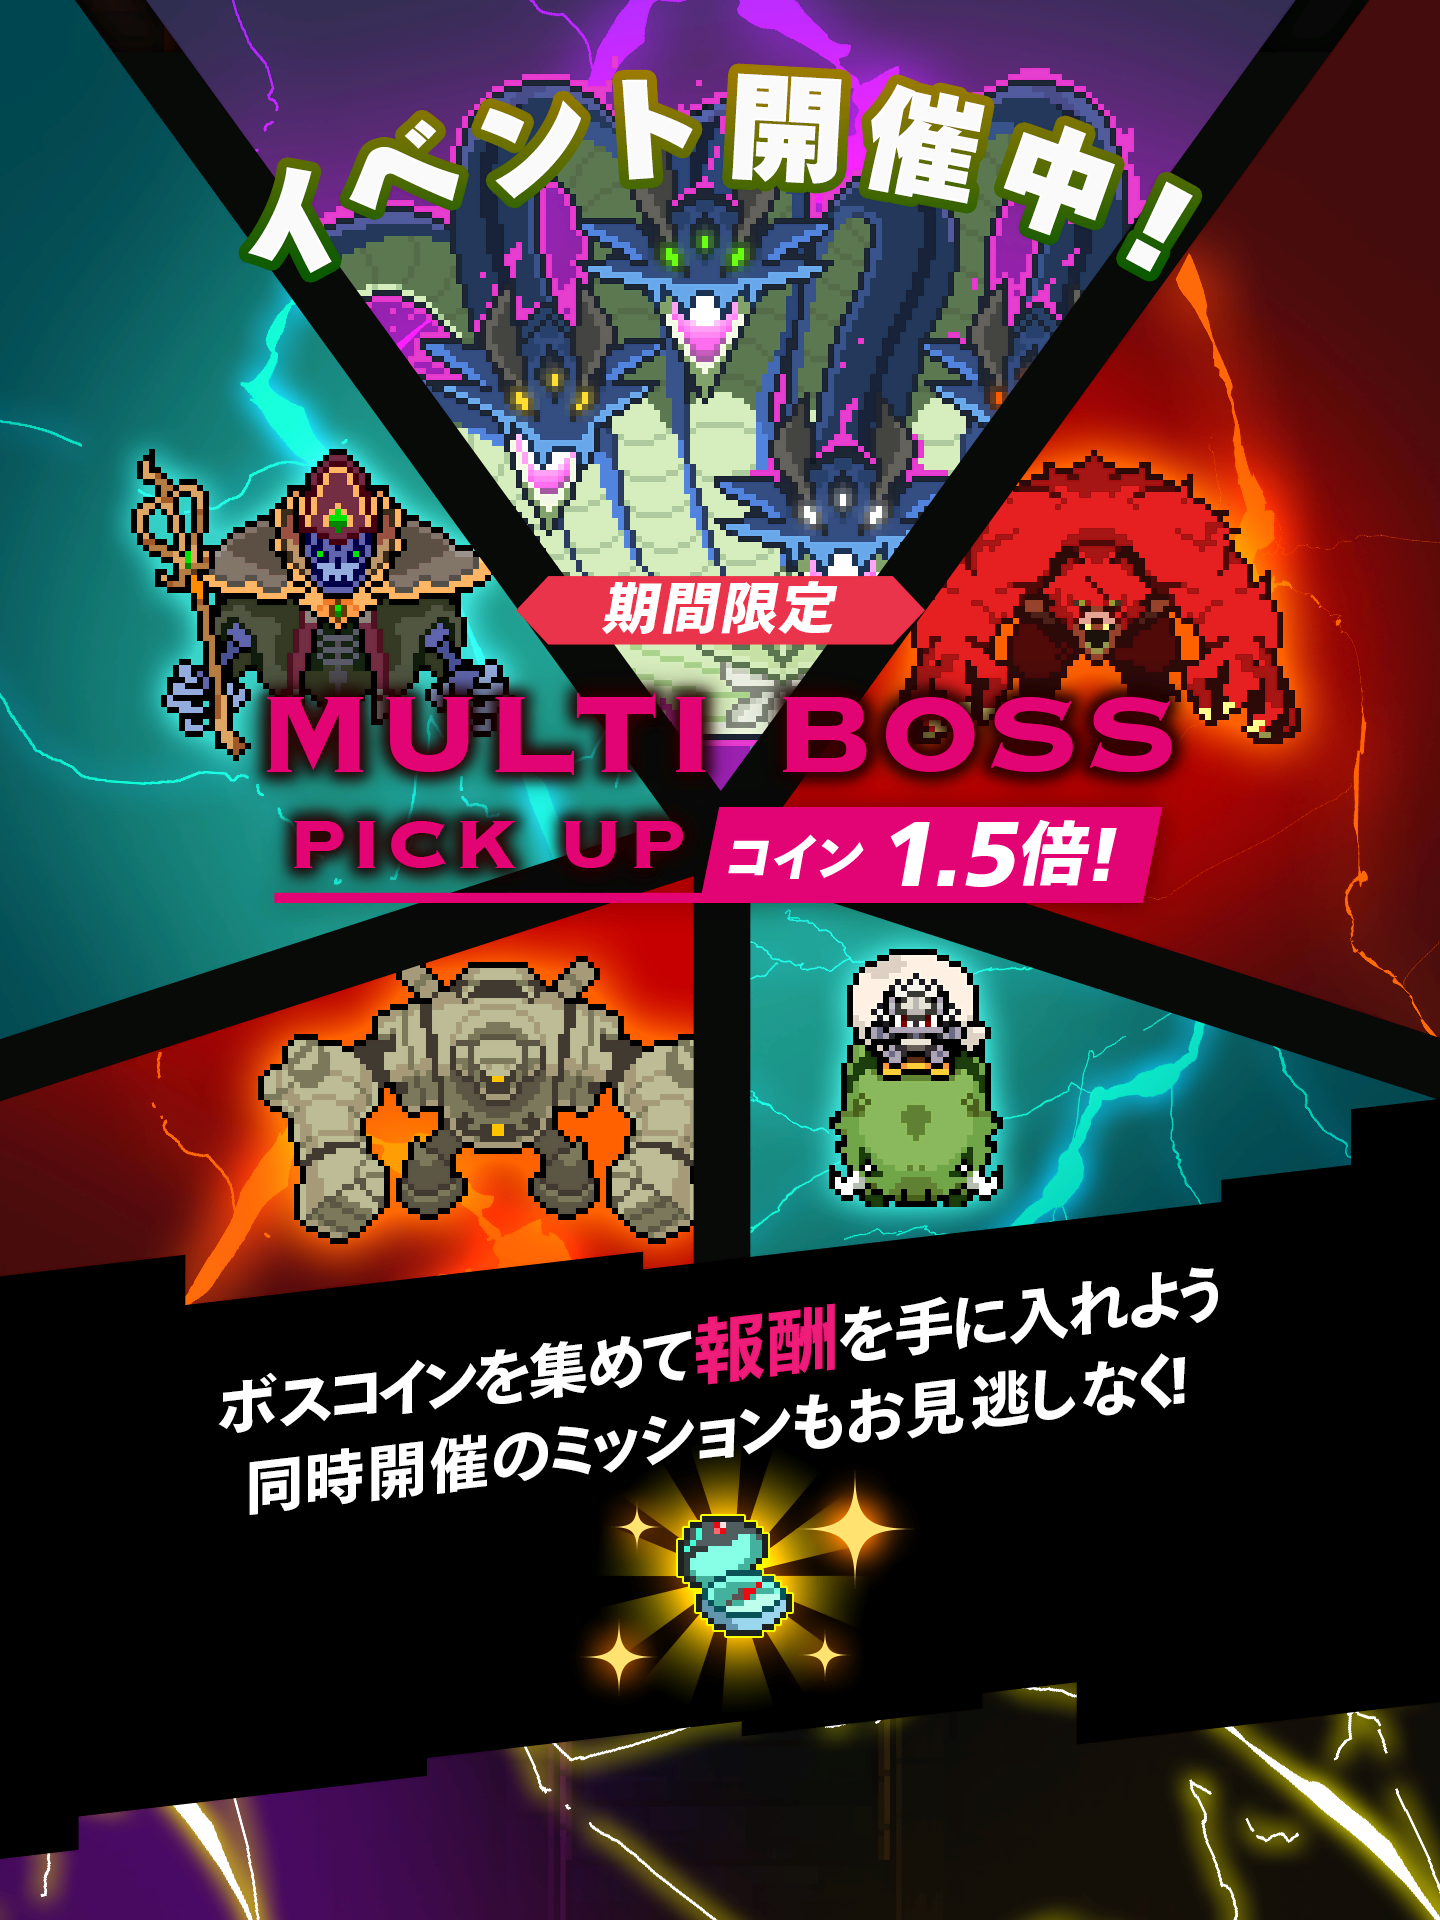 イベント開催中!
期間限定
MULTI BOSS
PICK UP コイン 1.5倍!
ボスコインを集めて報酬を手に入れよう
同時開催のミッションもお見逃しなく!